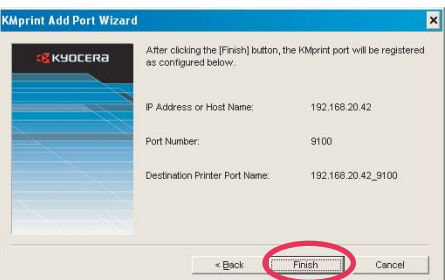 KMprint Add Port Wizard
KYOCERA
After clicking the [Finish] button, the KMprint port will be registered
as configured below.
IP Address or Host Name: 192.168.20.42
Port Number: 9100
Destination Printer Port Name: 192.168.20.42_9100
< Back Finish Cancel